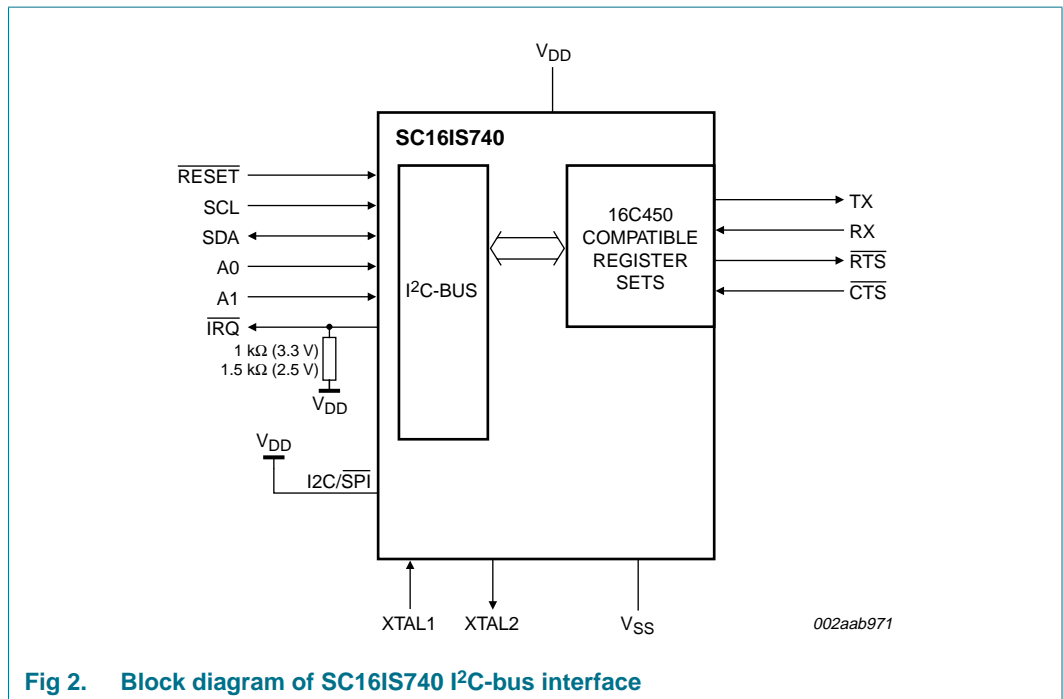 VDD
SC16IS740
RESET
SCL
SDA
A0
A1
IRQ
1 kΩ (3.3 V)
1.5 kΩ (2.5 V)
VDD
VDD
I2C/SPI
I²C-BUS
16C450
COMPATIBLE
REGISTER
SETS
TX
RX
RTS
CTS
XTAL1
XTAL2
VSS
002aab971
Fig 2. Block diagram of SC16IS740 I²C-bus interface